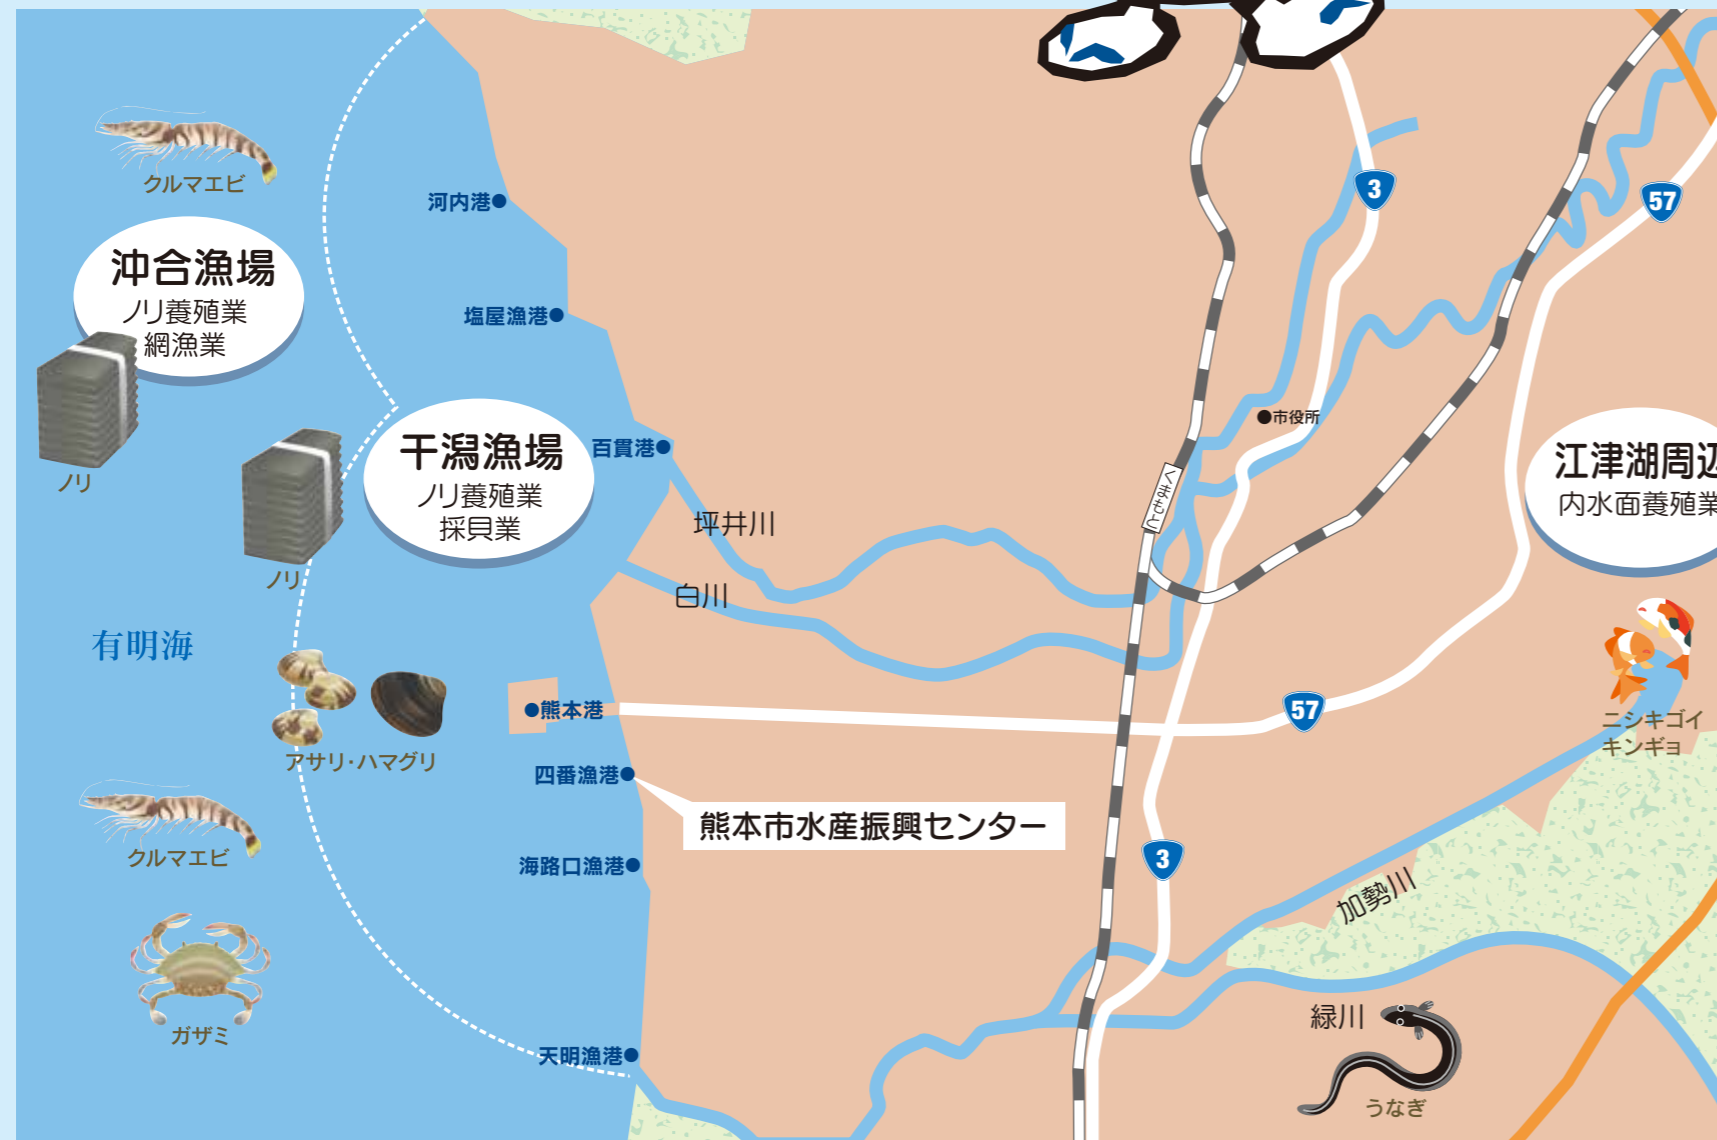 クルマエビ
沖合漁場
ノリ養殖業
網漁業
ノリ
河内港
塩屋漁港
百貫港
干潟漁場
ノリ養殖業
採貝業
ノリ
有明海
アサリ・ハマグリ
クルマエビ
ガザミ
坪井川
白川
熊本港
四番漁港
熊本市水産振興センター
海路口漁港
天明漁港
3
57
市役所
くまもと
江津湖周辺
内水面養殖業
ニシキゴイ
キンギョ
57
3
加勢川
緑川
うなぎ